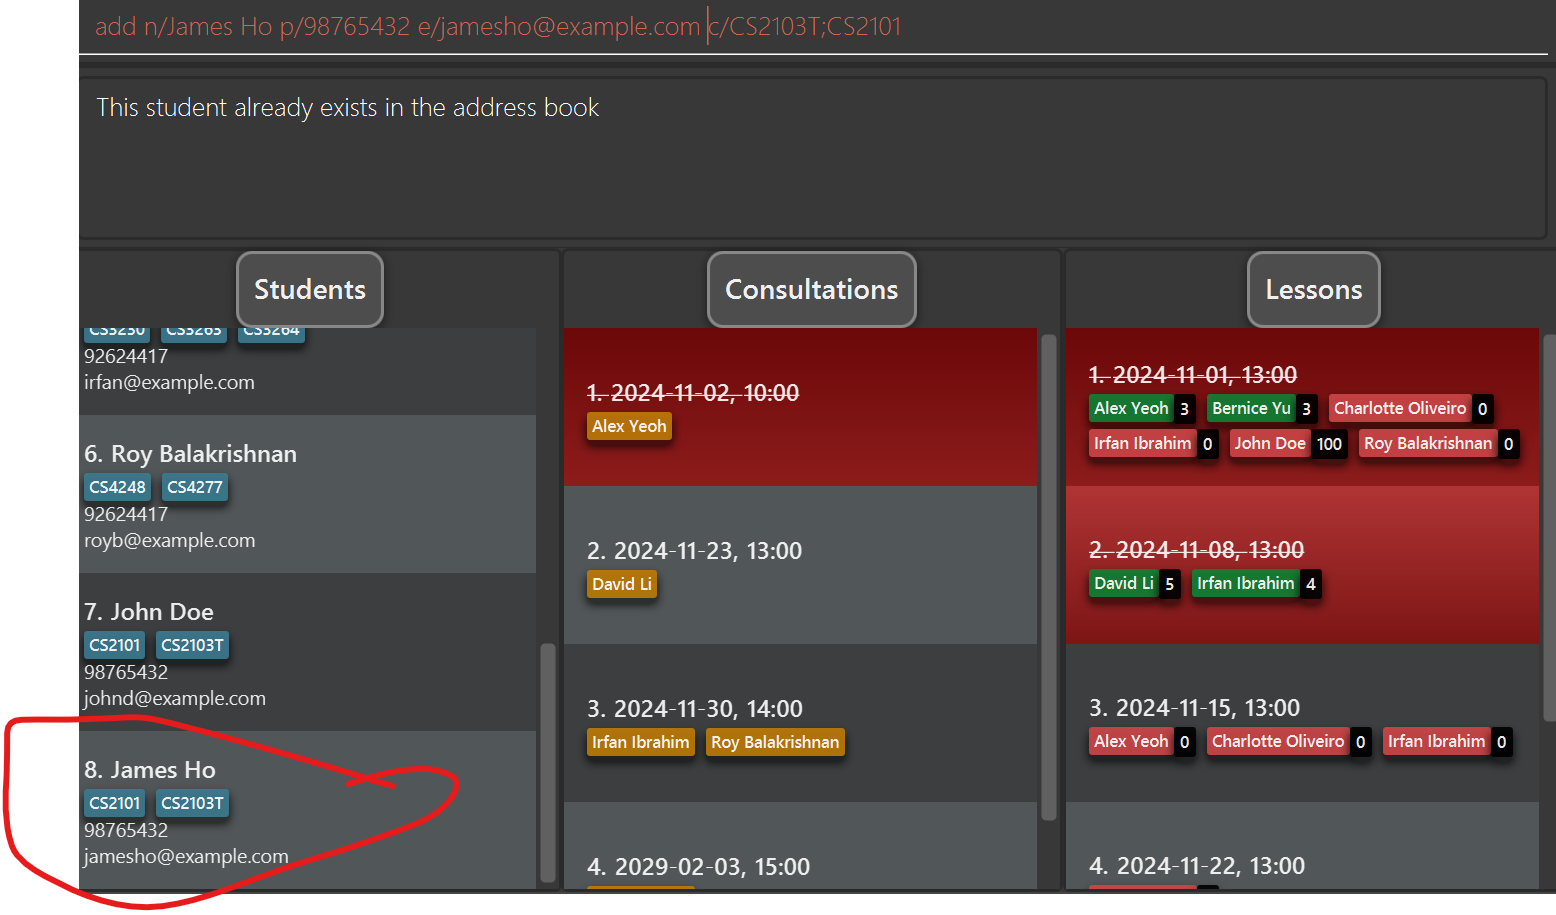 add n/James Ho p/98765432 e/jamesho@example.com c/CS2103T;CS2101
This student already exists in the address book
Students
CS3230 CS3263 CS3264
92624417
irfan@example.com
6. Roy Balakrishnan
CS4248 CS4277
92624417
royb@example.com
7. John Doe
CS2101 CS2103T
98765432
johnd@example.com
8. James Ho
CS2101 CS2103T
98765432
jamesho@example.com
Consultations
1. 2024-11-02, 10:00
Alex Yeoh
2. 2024-11-23, 13:00
David Li
3. 2024-11-30, 14:00
Irfan Ibrahim Roy Balakrishnan
4. 2029-02-03, 15:00
Lessons
1. 2024-11-01, 13:00
Alex Yeoh 3 Bernice Yu 3 Charlotte Oliveiro 0
Irfan Ibrahim 0 John Doe 100 Roy Balakrishnan 0
2. 2024-11-08, 13:00
David Li 5 Irfan Ibrahim 4
3. 2024-11-15, 13:00
Alex Yeoh 0 Charlotte Oliveiro 0 Irfan Ibrahim 0
4. 2024-11-22, 13:00